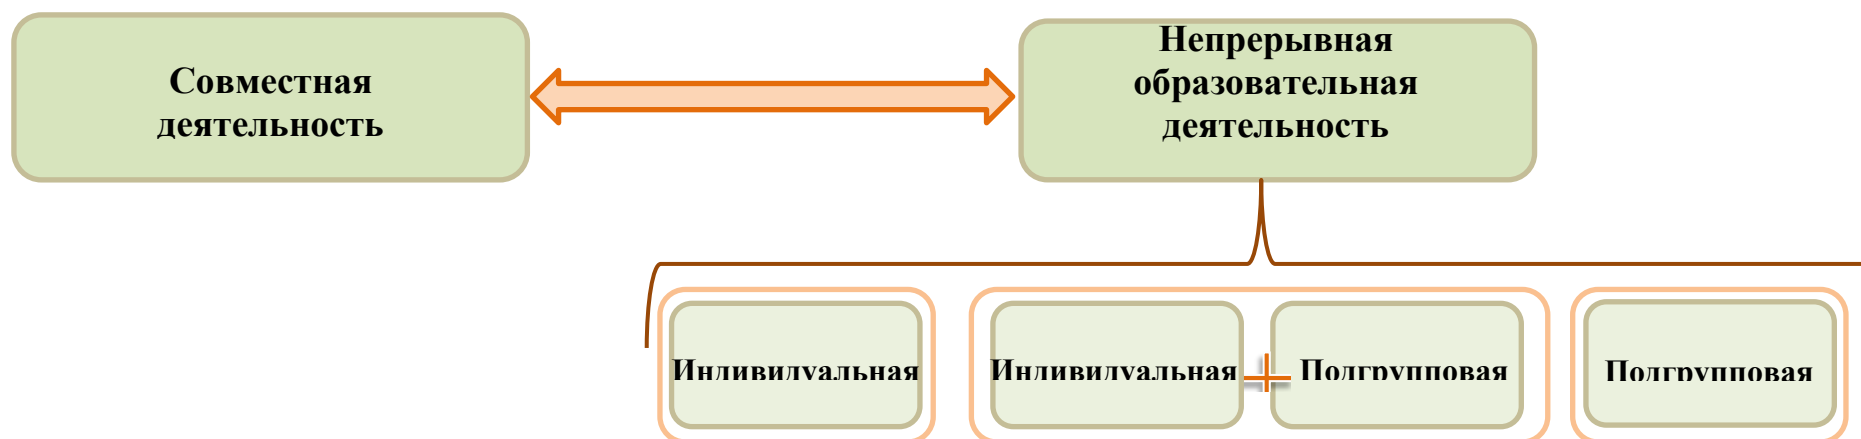 Совместная
деятельность
Непрерывная
образовательная
деятельность
Индивидуальная
Индивидуальная
Подгрупповая
Подгрупповая